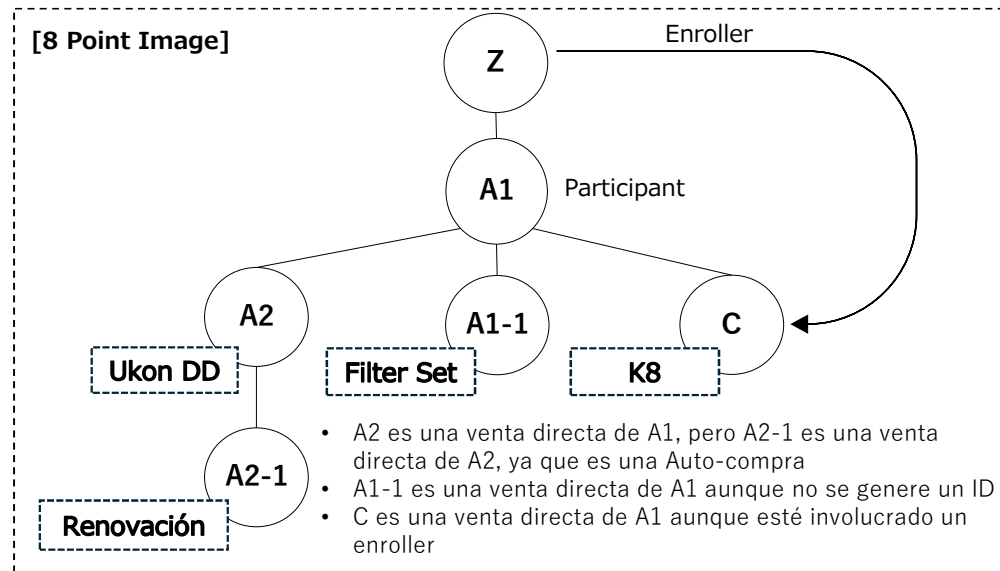 [8 Point Image]
Enroller
Z
A1
Participant
A2
A1-1
C
Ukon DD
Filter Set
K8
A2-1
Renovación
• A2 es una venta directa de A1, pero A2-1 es una venta
directa de A2, ya que es una Auto-compra
• A1-1 es una venta directa de A1 aunque no se genere un ID
• C es una venta directa de A1 aunque esté involucrado un
enroller